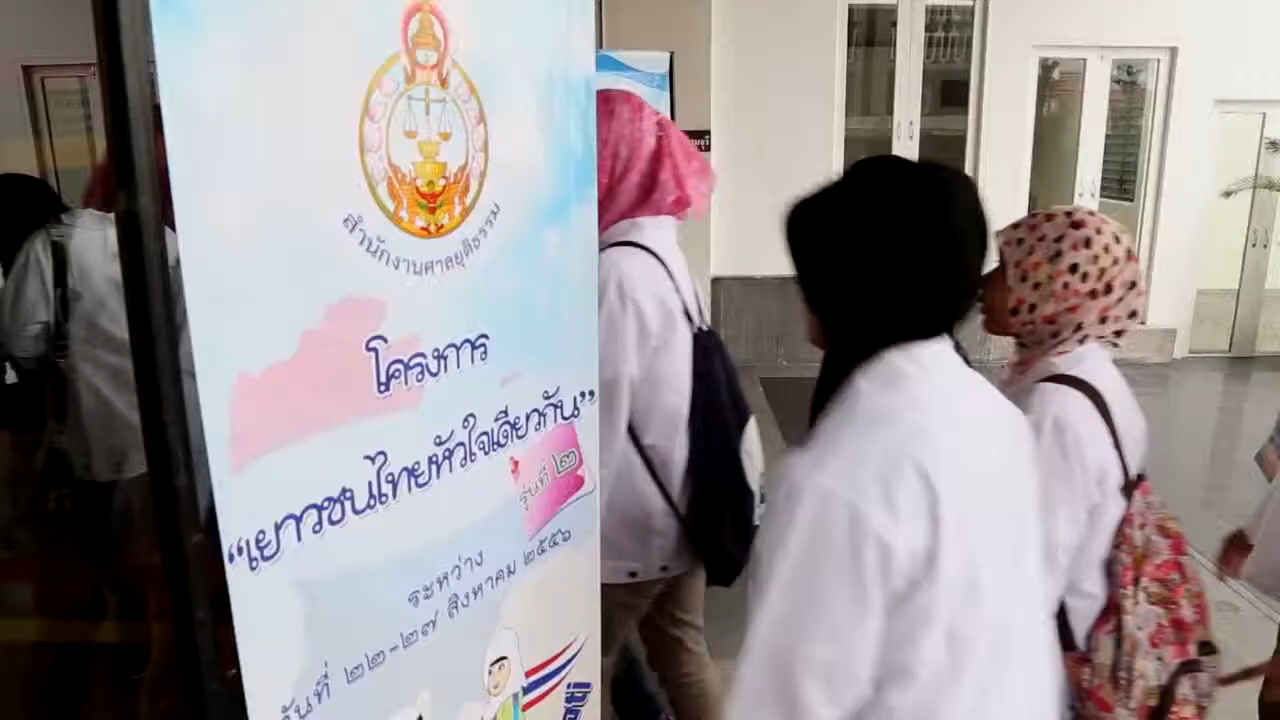 สำนักงานศาลยุติธรรม
โครงการ
“เยาวชนไทยหัวใจเดียวกัน”
รุ่นที่ ๒
ระหว่าง
วันที่ ๒๒-๒๗ สิงหาคม ๒๕๕๖